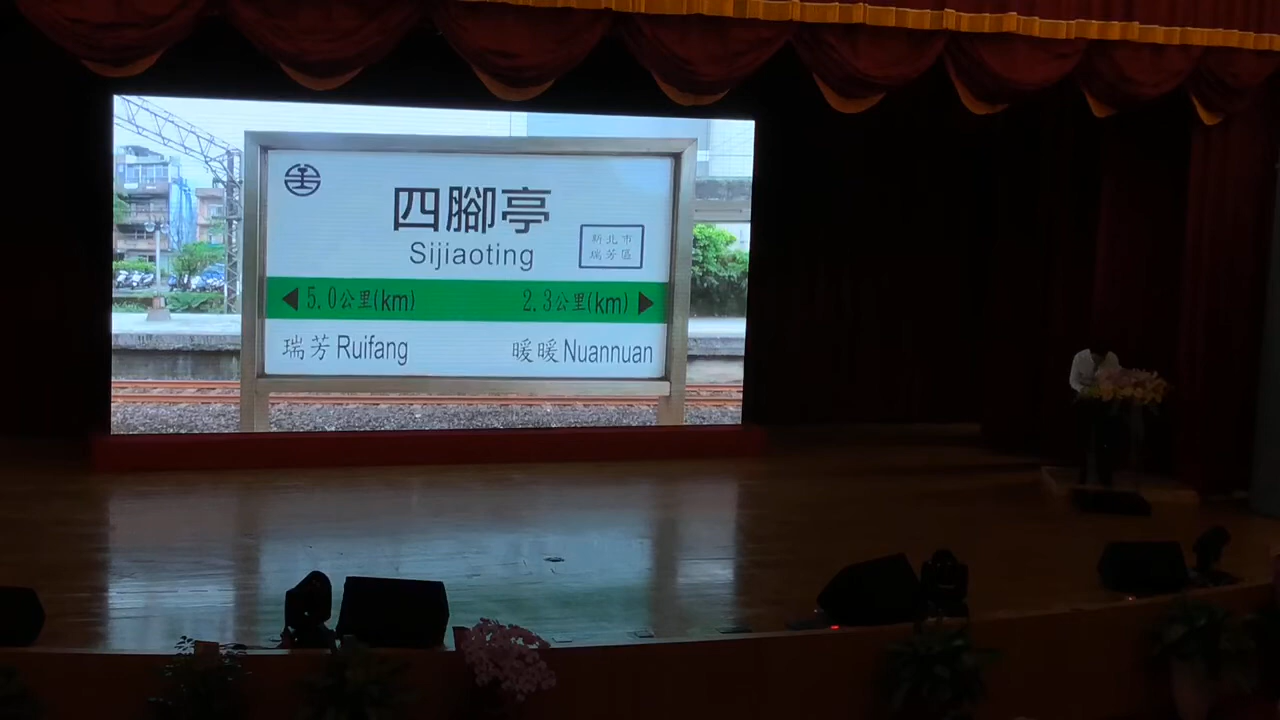 四腳亭
Sijiaoting
新北市
瑞芳區
5.0公里(km)
2.3公里(km)
瑞芳 Ruifang
暖暖 Nuannuan